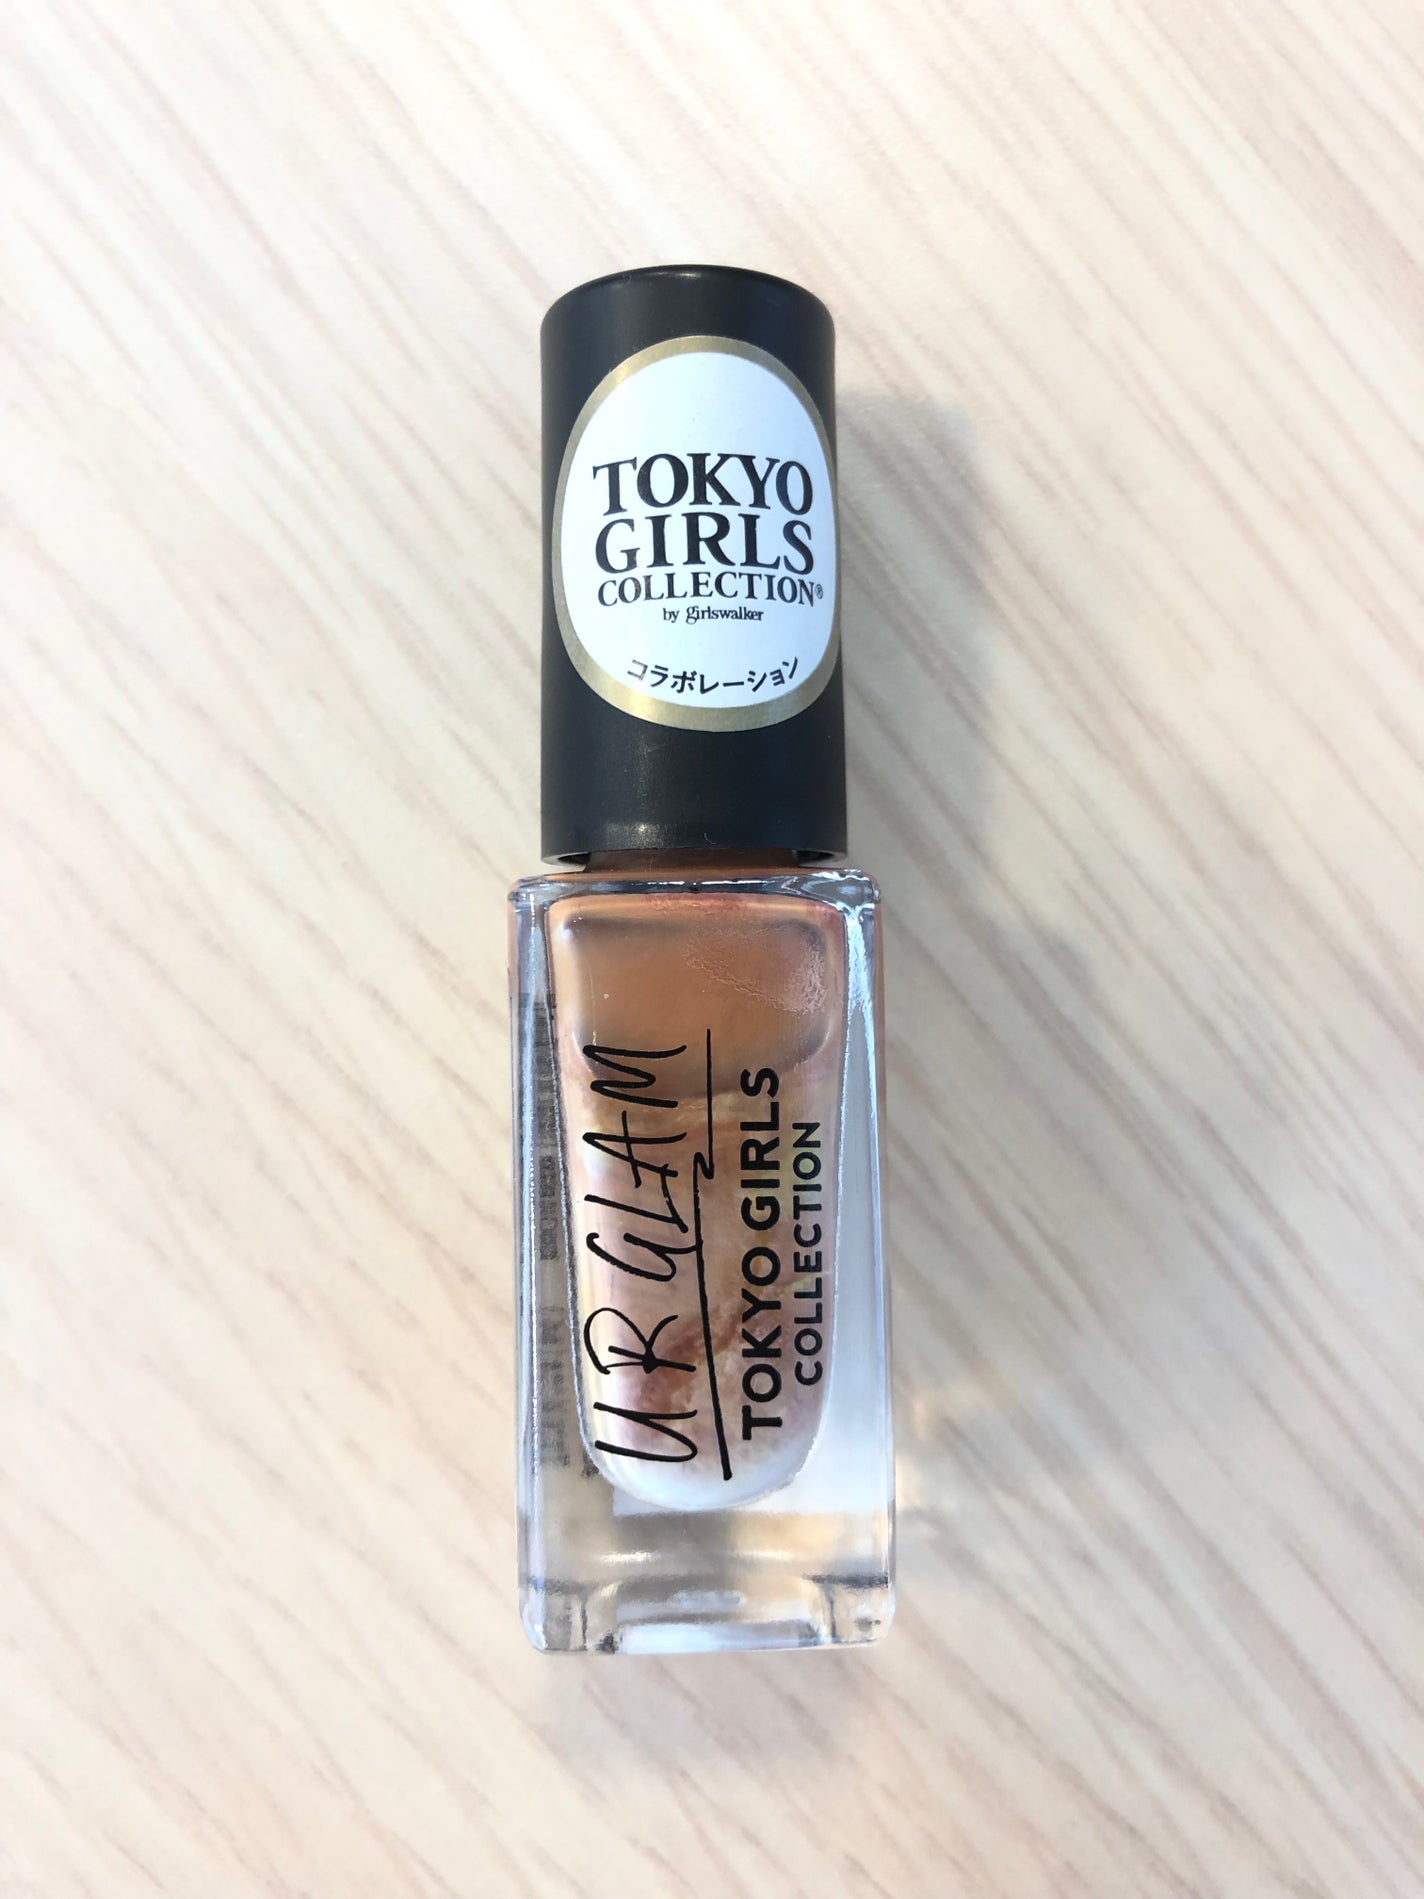 TOKYO
GIRLS
COLLECTION®
by girlswalker
コラボレーション
UR GLAM
TOKYO GIRLS
COLLECTION